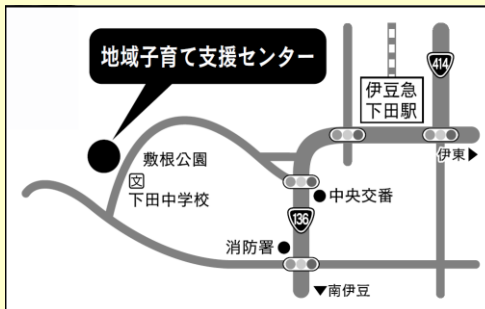 地域子育て支援センター
414
伊豆急
下田駅
伊東▶
敷根公園
文
下田中学校
中央交番
136
消防署
▼南伊豆